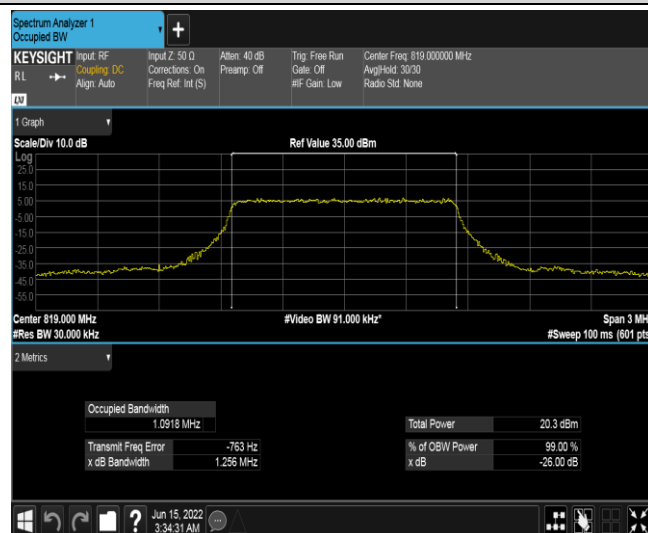 Spectrum Analyzer 1
Occupied BW
KEYSIGHT
Input: RF
Coupling: DC
Align: Auto
Input Z: 50 Ω
Corrections: On
Freq Ref: Int (S)
Atten: 40 dB
Preamp: Off
Trig: Free Run
Gate: Off
#IF Gain: Low
Center Freq: 819.000000 MHz
Avg|Hold: 30/30
Radio Std: None
RL
LXI
1 Graph
Scale/Div 10.0 dB
Ref Value 35.00 dBm
Log
25.0
15.0
5.00
-5.00
-15.0
-25.0
-35.0
-45.0
-55.0
Center 819.000 MHz
#Video BW 91.000 kHz*
Span 3 MH
#Res BW 30.000 kHz
#Sweep 100 ms (601 pts
2 Metrics
Occupied Bandwidth
1.0918 MHz
Total Power 20.3 dBm
Transmit Freq Error -763 Hz
% of OBW Power 99.00 %
x dB Bandwidth 1.256 MHz
x dB -26.00 dB
?
Jun 15, 2022
3:34:31 AM